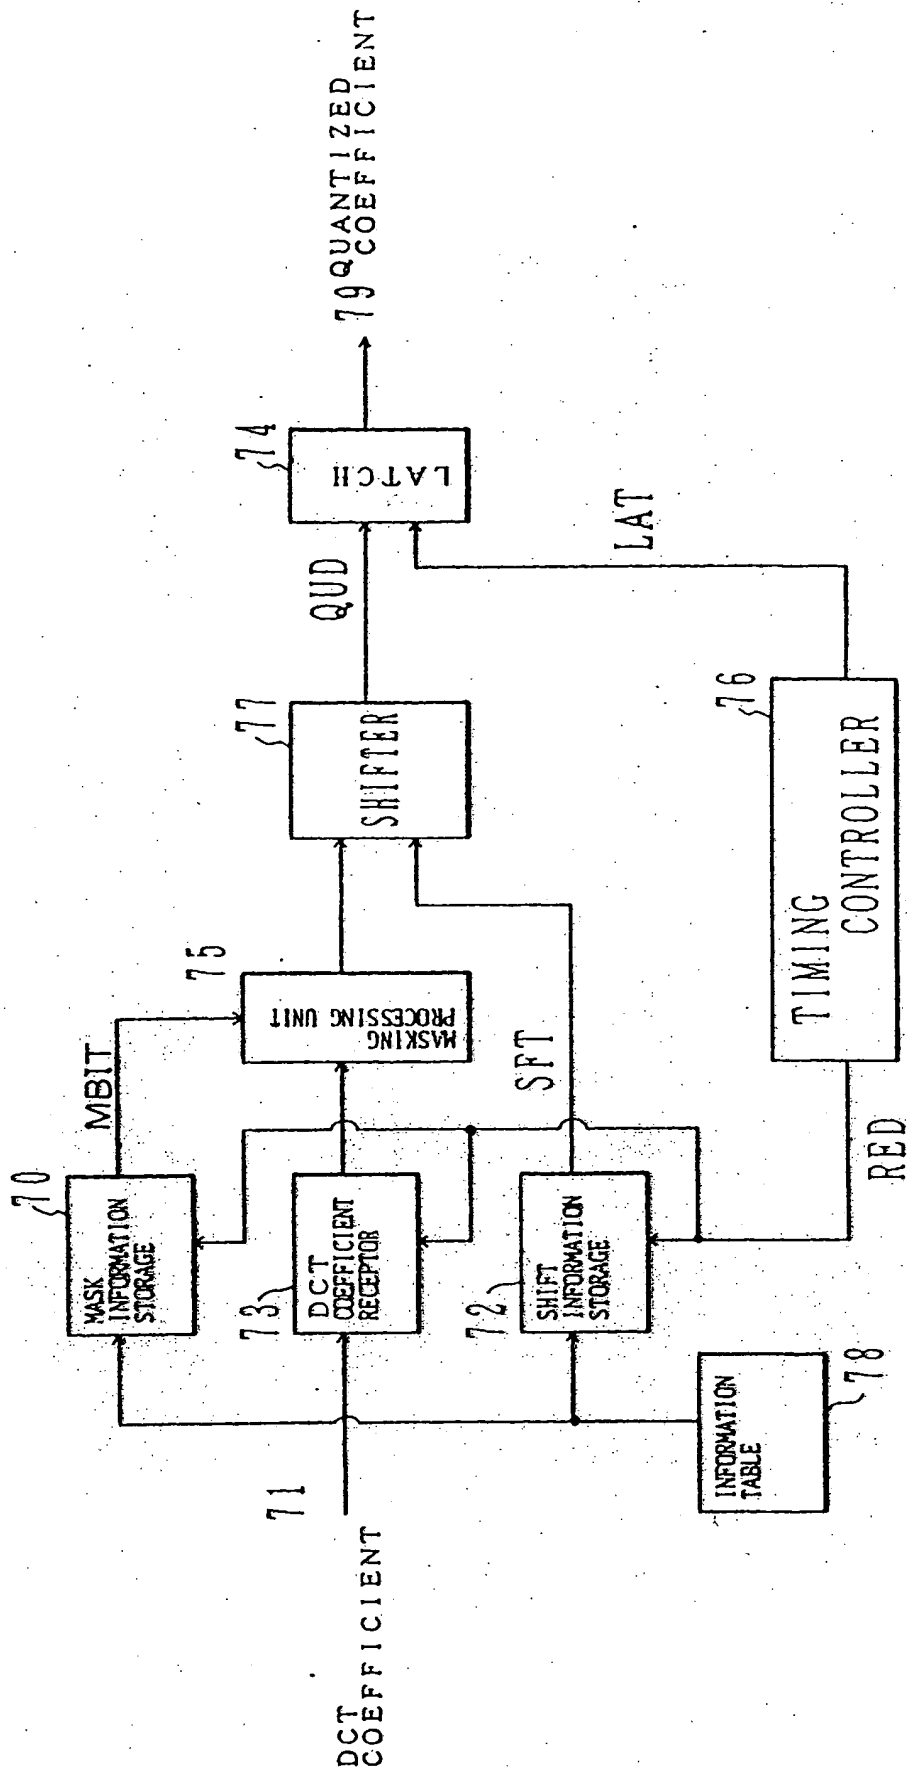 DCT
COEFFICIENT
71
MASK
INFORMATION
STORAGE
70
MBIT
DCT
COEFFICIENT
RECEPTOR
73
SHIFT
INFORMATION
STORAGE
72
INFORMATION
TABLE
78
MASKING
PROCESSING UNIT
75
SFT
RED
SHIFTER
77
QUD
TIMING
CONTROLLER
76
LAT
LATCH
74
79
QUANTIZED
COEFFICIENT